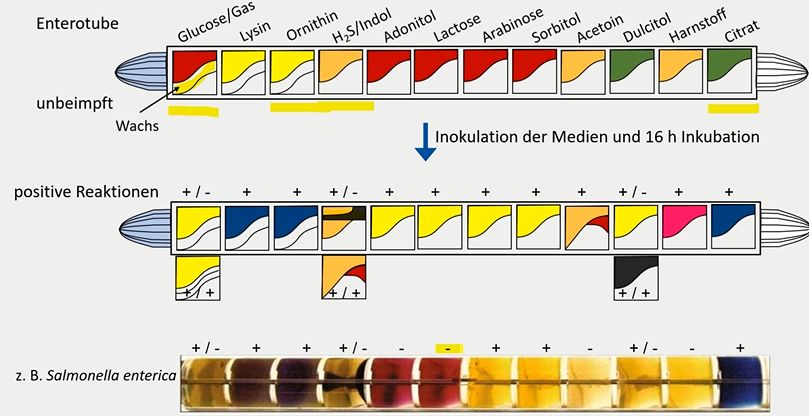 Enterotube
Glucose/Gas
Lysin
Ornithin
H₂S/Indol
Adonitol
Lactose
Arabinose
Sorbitol
Acetoin
Dulcitol
Harnstoff
Citrat
unbeimpft
Wachs
Inokulation der Medien und 16 h Inkubation
positive Reaktionen + / - + + + / - + + + + + + / - + +
+ / + + / + + / +
+ / - + + + / - - - + + - + / - - +
z. B. Salmonella enterica